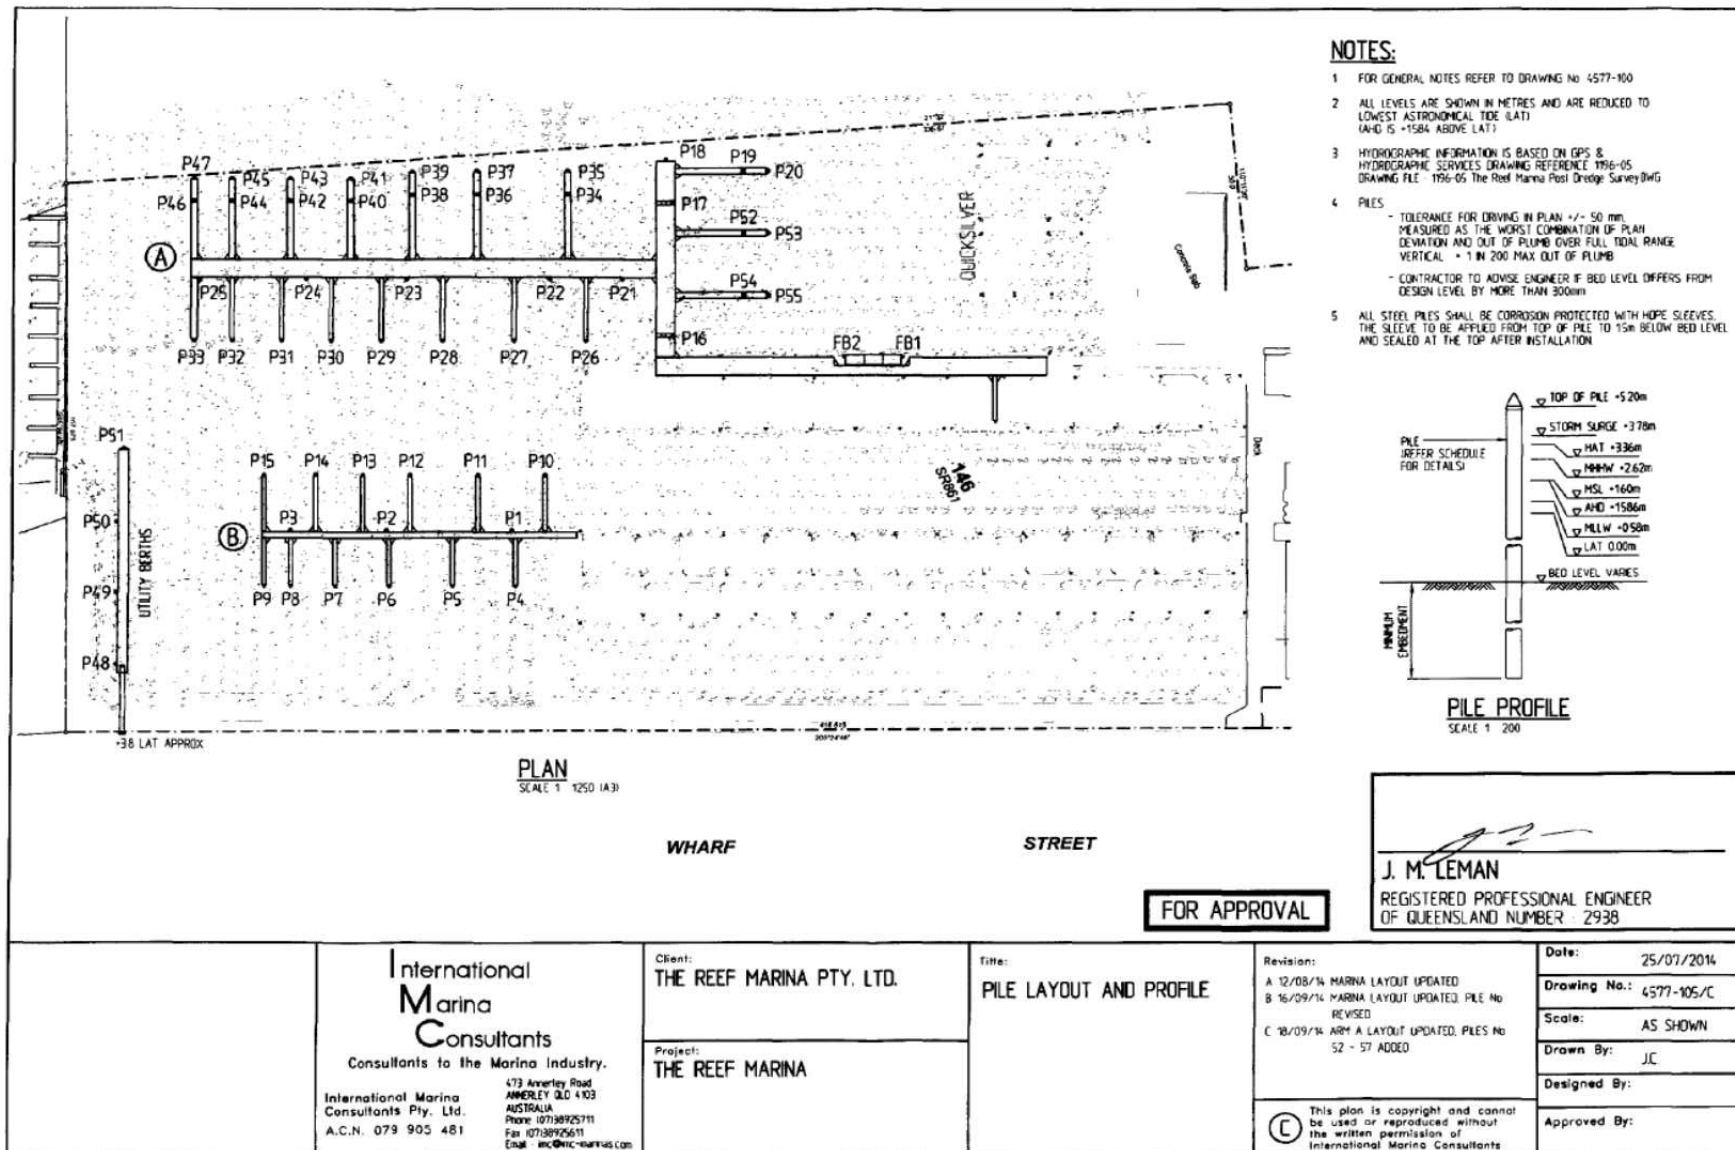 NOTES:
1 FOR GENERAL NOTES REFER TO DRAWING No 4577-100
2 ALL LEVELS ARE SHOWN IN METRES AND ARE REDUCED TO
LOWEST ASTRONOMICAL TIDE (LAT)
(AHD IS +1584 ABOVE LAT)
3 HYDROGRAPHIC INFORMATION IS BASED ON GPS &
HYDROGRAPHIC SERVICES DRAWING REFERENCE 1196-05
DRAWING FILE 1196-05 The Reef Marina Post Dredge Survey DWG
4 PILES
- TOLERANCE FOR DRIVING IN PLAN +/- 50 mm,
MEASURED AS THE WORST COMBINATION OF PLAN
DEVIATION AND OUT OF PLUMB OVER FULL TIDAL RANGE
VERTICAL 1 IN 200 MAX OUT OF PLUMB
- CONTRACTOR TO ADVISE ENGINEER IF BED LEVEL DIFFERS FROM
DESIGN LEVEL BY MORE THAN 300mm
5 ALL STEEL PILES SHALL BE CORROSION PROTECTED WITH HDPE SLEEVES.
THE SLEEVE TO BE APPLIED FROM TOP OF PILE TO 15m BELOW BED LEVEL
AND SEALED AT THE TOP AFTER INSTALLATION
P47 P45 P43 P41 P39 P37 P35 P18 P19 P20
P46 P44 P42 P40 P38 P36 P34 P17
P52
P53
A
QUICKSILVER
Concrete Slab
P25 P24 P23 P22 P21 P54
P55
P16
P33 P32 P31 P30 P29 P28 P27 P26 FB2 FB1
P51
P15 P14 P13 P12 P11 P10
146
SR861
Deck
P50
P3 P2 P1
B
UTILITY BERTHS
P49
P9 P8 P7 P6 P5 P4
P48
+38 LAT APPROX
PLAN
SCALE 1 1250 (A3)
PILE
(REFER SCHEDULE
FOR DETAILS)
TOP OF PILE +5.20m
STORM SURGE +3.78m
HAT +336m
MHHW +2.62m
MSL +160m
AHD +1586m
MLLW +0.58m
LAT 0.00m
BED LEVEL VARIES
MINIMUM
EMBEDMENT
PILE PROFILE
SCALE 1 200
WHARF STREET
FOR APPROVAL
J. M. LEMAN
REGISTERED PROFESSIONAL ENGINEER
OF QUEENSLAND NUMBER : 2938
International
Marina
Consultants
Consultants to the Marina Industry.
International Marina
Consultants Pty. Ltd.
A.C.N. 079 905 481
473 Annerley Road
ANNERLEY QLD 4103
AUSTRALIA
Phone (07)38925711
Fax (07)38925611
Client:
THE REEF MARINA PTY. LTD.
Project:
THE REEF MARINA
Title:
PILE LAYOUT AND PROFILE
Revision:
A 12/08/14 MARINA LAYOUT UPDATED
B 16/09/14 MARINA LAYOUT UPDATED, PILE No
REVISED
C 18/09/14 ARM A LAYOUT UPDATED, PILES No
52 - 57 ADDED
C This plan is copyright and cannot
be used or reproduced without
the written permission of
International Marina Consultants
Date: 25/07/2014
Drawing No.: 4577-105/C
Scale: AS SHOWN
Drawn By: J.C
Designed By:
Approved By: